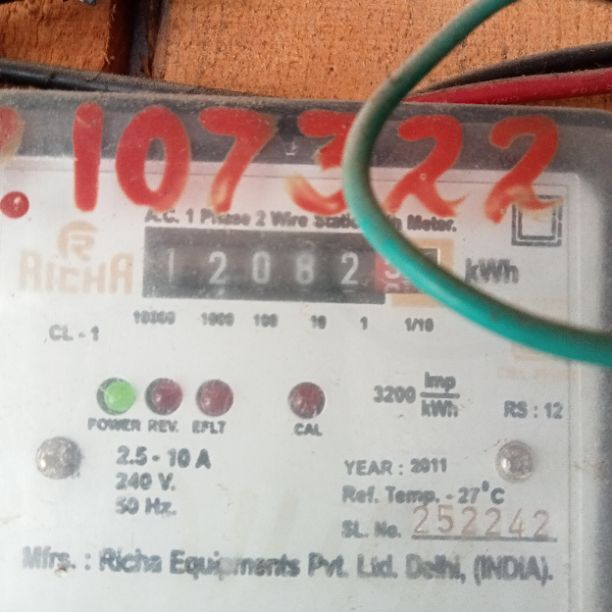 107322
A.C. 1 Phase 2 Wire Static Meter.
RICHA
12082 kWh
10000 1000 100 10 1 1/10
CL - 1
3200 Imp/kWh
RS : 12
POWER REV. EFLT CAL
2.5 - 10 A
240 V.
50 Hz.
YEAR : 2011
Ref. Temp. - 27°C
SL. No. 252242
Mfrs. : Richa Equipments Pvt. Ltd. Delhi, (INDIA).